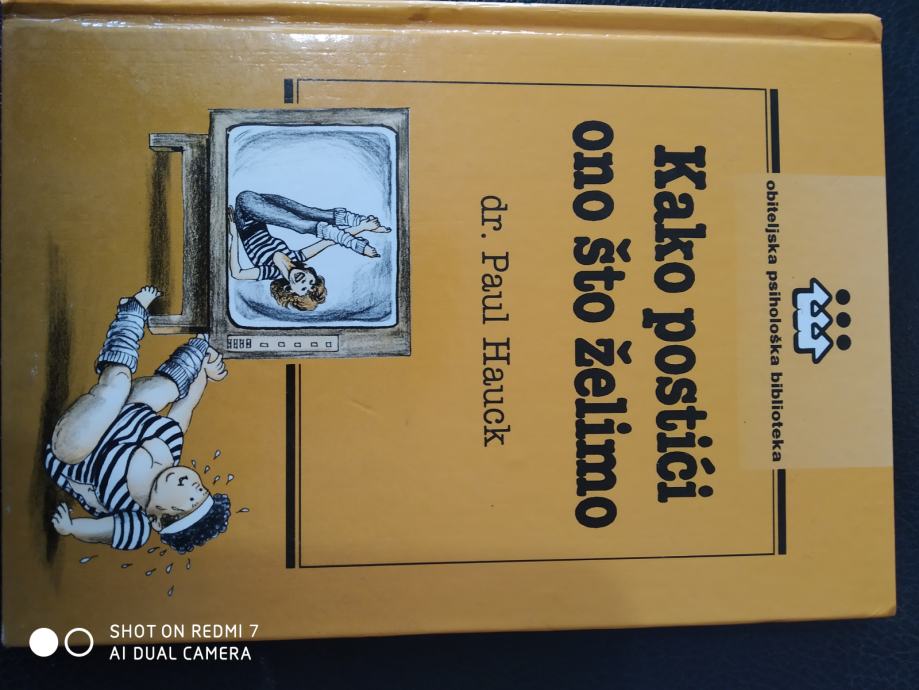 obiteljska psihološka biblioteka
Kako postići
ono što želimo
dr. Paul Hauck
SHOT ON REDMI 7
AI DUAL CAMERA